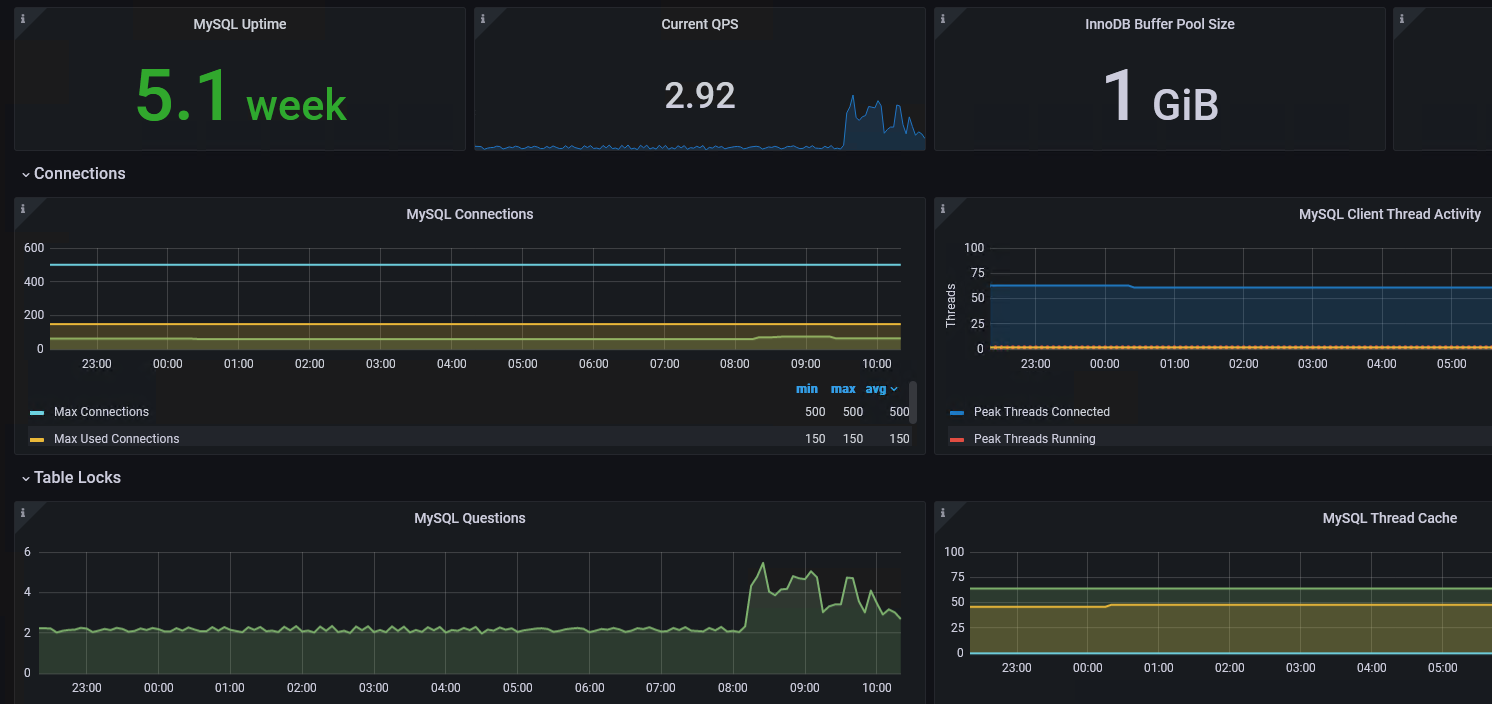 MySQL Uptime
5.1 week
Current QPS
2.92
InnoDB Buffer Pool Size
1 GiB
Connections
MySQL Connections
600
400
200
0
23:00 00:00 01:00 02:00 03:00 04:00 05:00 06:00 07:00 08:00 09:00 10:00
min max avg
Max Connections 500 500 500
Max Used Connections 150 150 150
MySQL Client Thread Activity
Threads
100
75
50
25
0
23:00 00:00 01:00 02:00 03:00 04:00 05:00
Peak Threads Connected
Peak Threads Running
Table Locks
MySQL Questions
6
4
2
0
23:00 00:00 01:00 02:00 03:00 04:00 05:00 06:00 07:00 08:00 09:00 10:00
MySQL Thread Cache
100
75
50
25
0
23:00 00:00 01:00 02:00 03:00 04:00 05:00